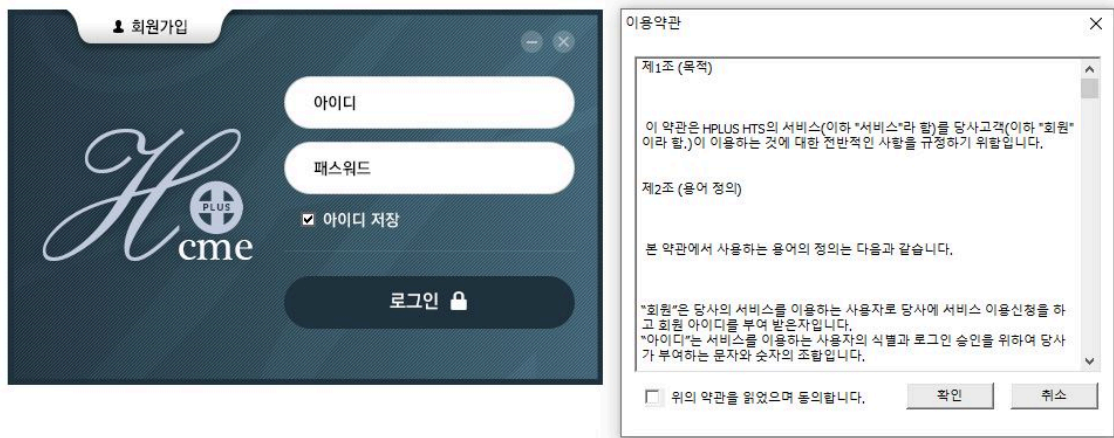 회원가입
아이디
패스워드
아이디 저장
로그인
H
PLUS
cme
이용약관
제1조 (목적)
이 약관은 HPLUS HTS의 서비스(이하 "서비스"라 함)를 당사고객(이하 "회원"
이라 함.)이 이용하는 것에 대한 전반적인 사항을 규정하기 위함입니다.
제2조 (용어 정의)
본 약관에서 사용하는 용어의 정의는 다음과 같습니다.
"회원"은 당사의 서비스를 이용하는 사용자로 당사에 서비스 이용신청을 하
고 회원 아이디를 부여 받은자입니다.
"아이디"는 서비스를 이용하는 사용자의 식별과 로그인 승인을 위하여 당사
가 부여하는 문자와 숫자의 조합입니다.
위의 약관을 읽었으며 동의합니다.
확인
취소